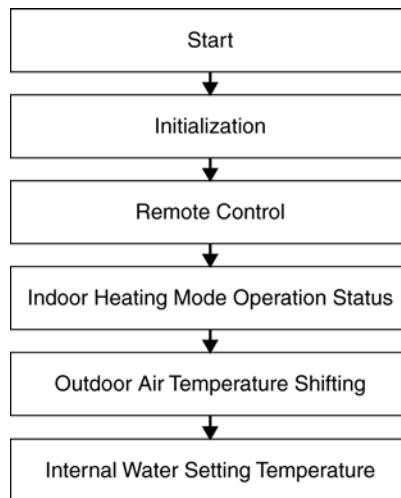 Start
Initialization
Remote Control
Indoor Heating Mode Operation Status
Outdoor Air Temperature Shifting
Internal Water Setting Temperature